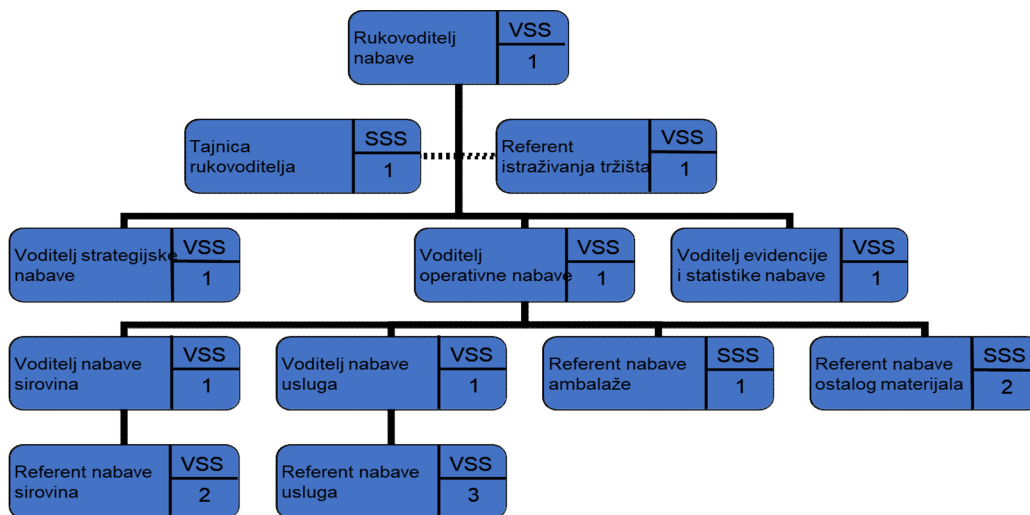 Rukovoditelj
nabave
VSS
1
Tajnica
rukovoditelja
SSS
1
Referent
istraživanja tržišta
VSS
1
Voditelj strategijske
nabave
VSS
1
Voditelj
operativne nabave
VSS
1
Voditelj evidencije
i statistike nabave
VSS
1
Voditelj nabave
sirovina
VSS
1
Voditelj nabave
usluga
VSS
1
Referent nabave
ambalaže
SSS
1
Referent nabave
ostalog materijala
SSS
2
Referent nabave
sirovina
VSS
2
Referent nabave
usluga
VSS
3